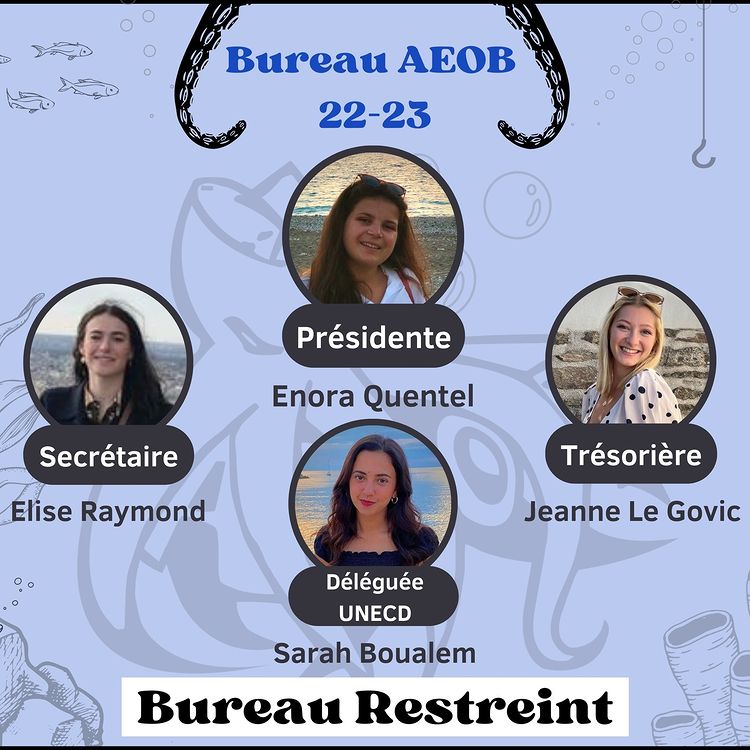 Bureau AEOB
22-23
Présidente
Enora Quentel
Secrétaire
Elise Raymond
Trésorière
Jeanne Le Govic
Déléguée
UNECD
Sarah Boualem
Bureau Restreint